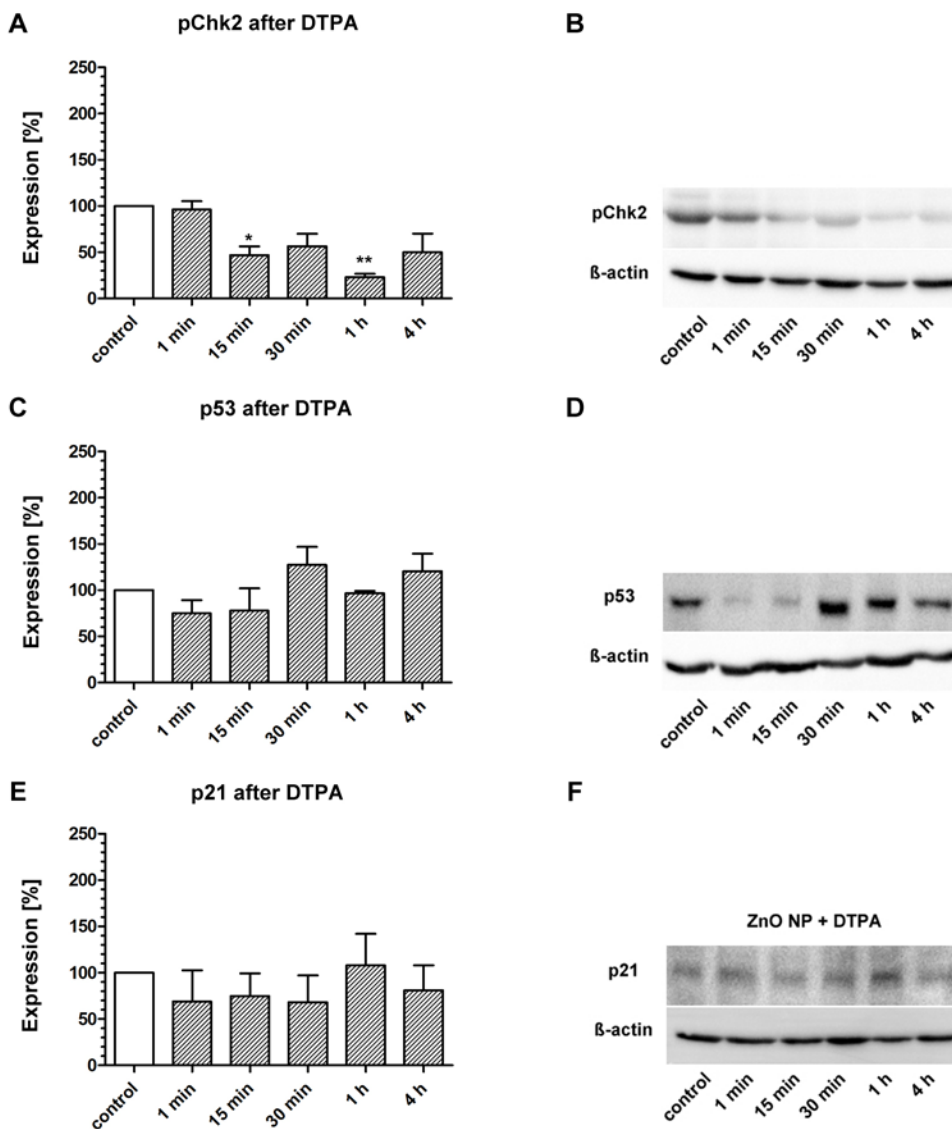 A
pChk2 after DTPA
Expression [%]
250
200
150
100
50
0
*
**
control
1 min
15 min
30 min
1 h
4 h
B
pChk2
ß-actin
control
1 min
15 min
30 min
1 h
4 h
C
p53 after DTPA
Expression [%]
250
200
150
100
50
0
control
1 min
15 min
30 min
1 h
4 h
D
p53
ß-actin
control
1 min
15 min
30 min
1 h
4 h
E
p21 after DTPA
Expression [%]
250
200
150
100
50
0
control
1 min
15 min
30 min
1 h
4 h
F
ZnO NP + DTPA
p21
ß-actin
control
1 min
15 min
30 min
1 h
4 h